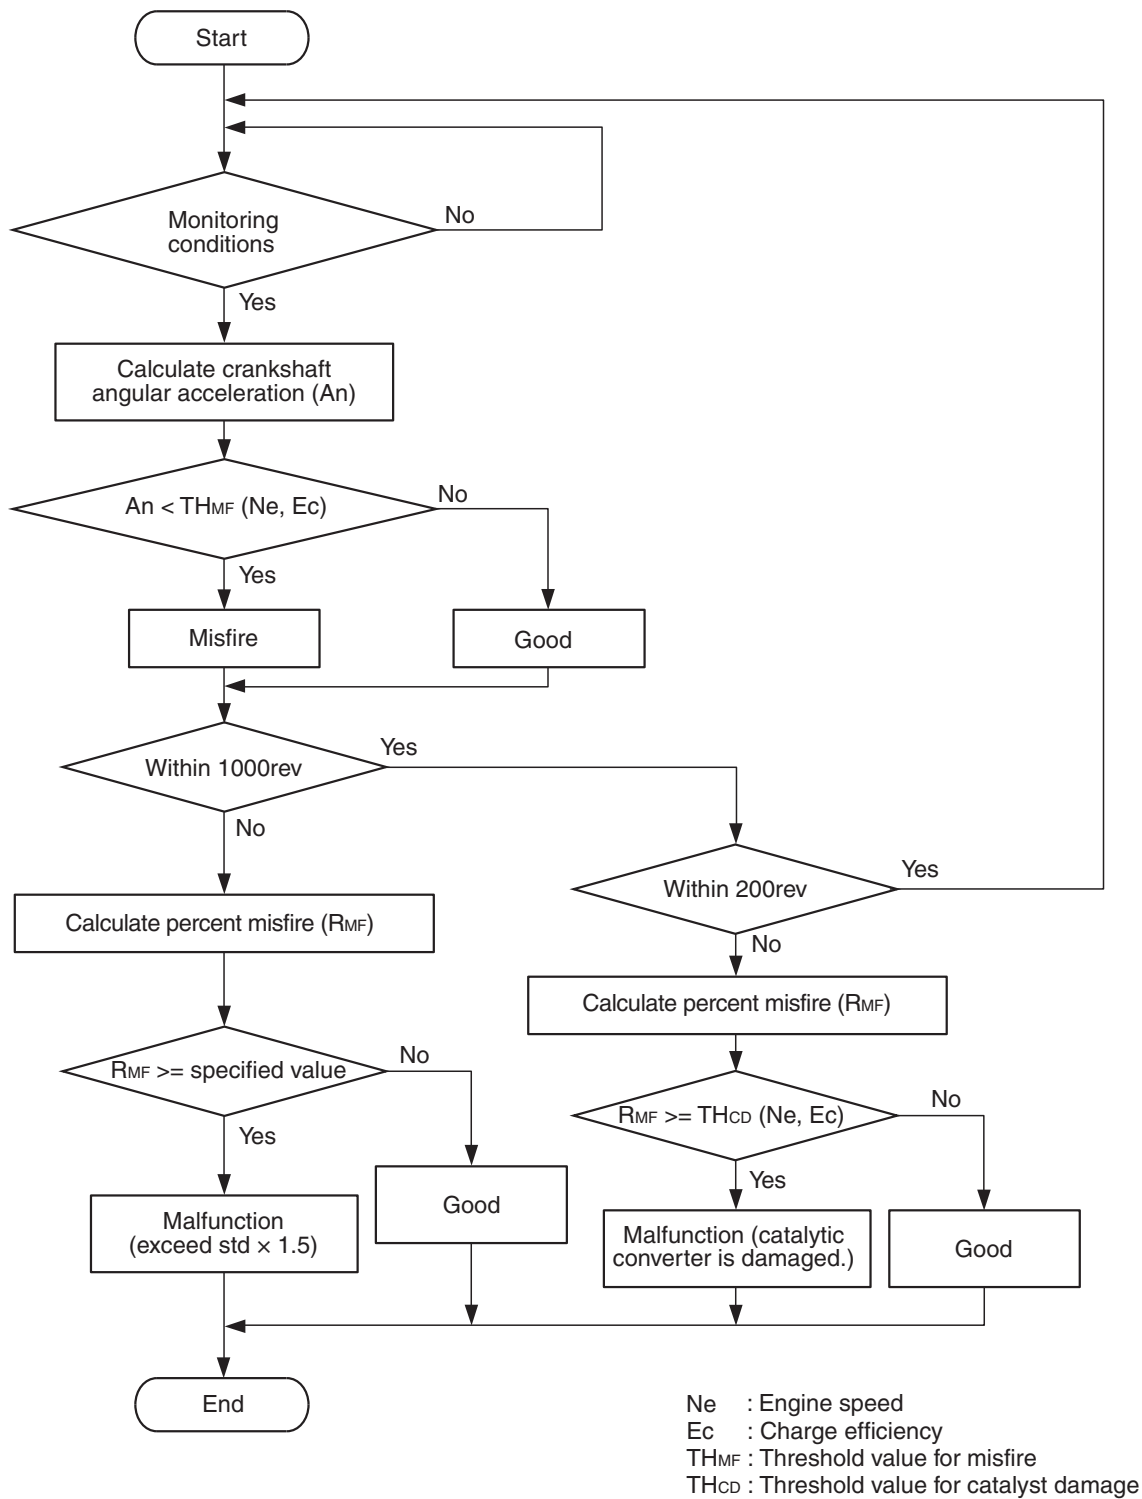 Start
Monitoring
conditions
No
Yes
Calculate crankshaft
angular acceleration (An)
An < THMF (Ne, Ec)
No
Yes
Misfire
Good
Within 1000rev
Yes
No
Within 200rev
Yes
No
Calculate percent misfire (RMF)
Calculate percent misfire (RMF)
RMF >= specified value
No
Yes
RMF >= THCD (Ne, Ec)
No
Yes
Malfunction
(exceed std × 1.5)
Good
Malfunction (catalytic
converter is damaged.)
Good
End
Ne : Engine speed
Ec : Charge efficiency
THMF : Threshold value for misfire
THCD : Threshold value for catalyst damage